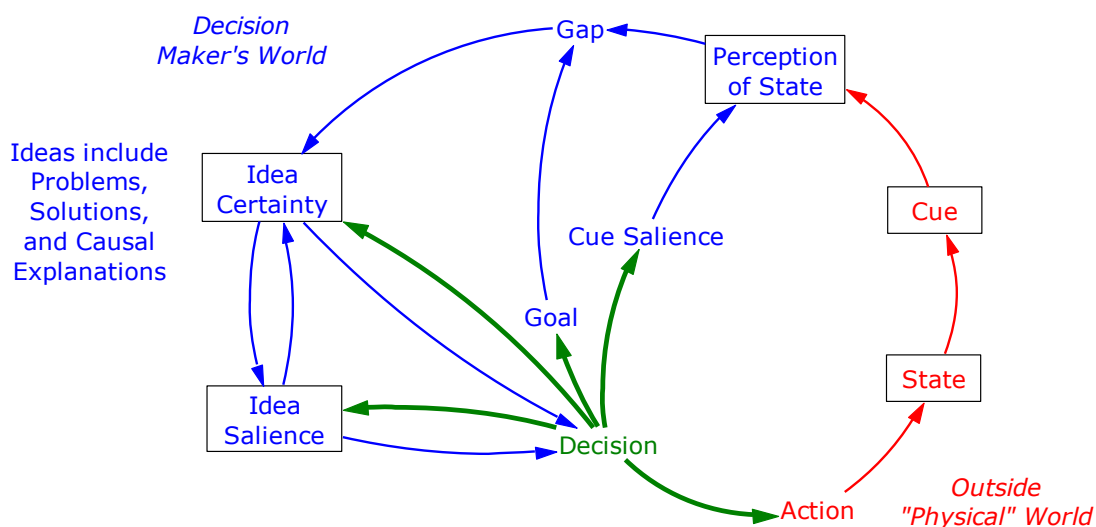 Decision
Maker's World
Gap
Perception
of State
Ideas include
Problems,
Solutions,
and Causal
Explanations
Idea
Certainty
Cue Salience
Cue
Goal
State
Idea
Salience
Decision
Action
Outside
"Physical" World